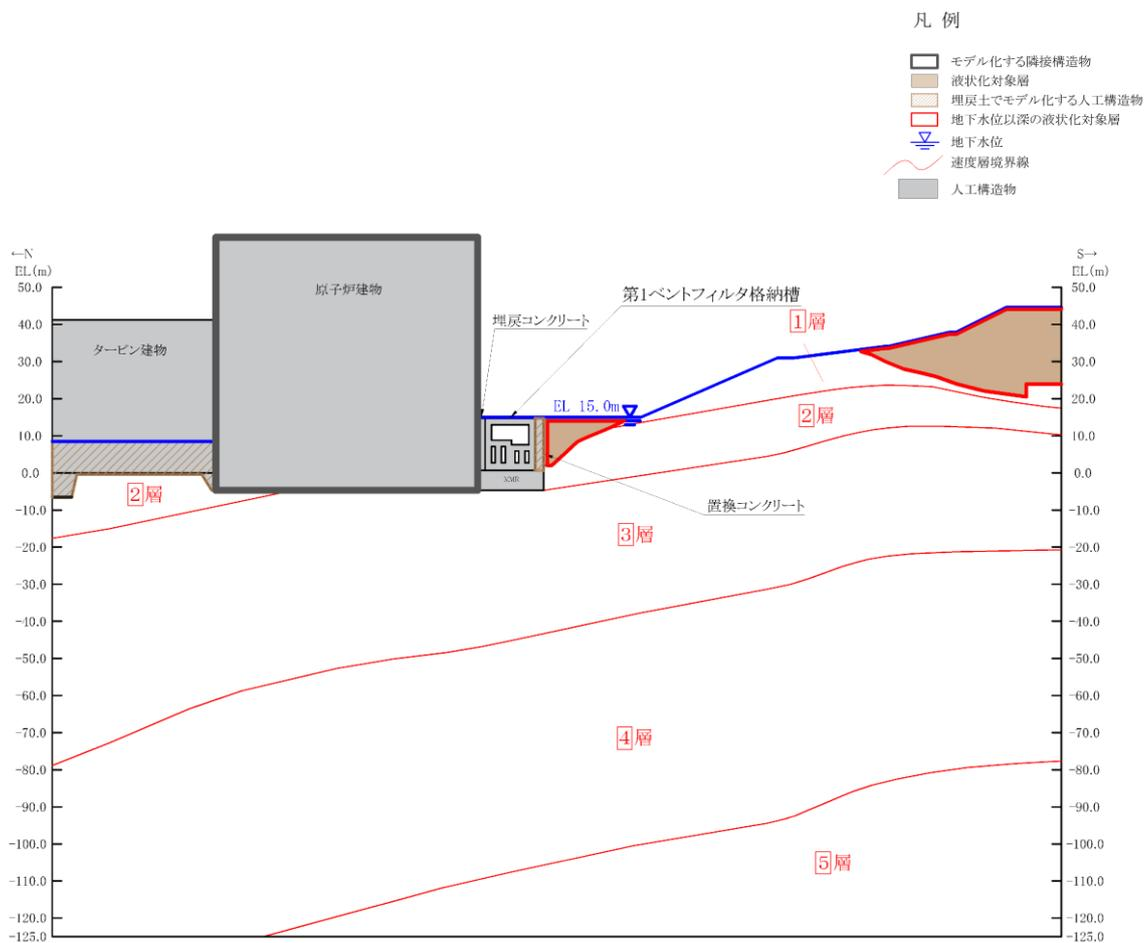 凡 例
モデル化する隣接構造物
液状化対象層
埋戻土でモデル化する人工構造物
地下水位以深の液状化対象層
地下水位
速度層境界線
人工構造物
←N
EL(m)
S→
EL(m)
50.0
40.0
30.0
20.0
10.0
0.0
-10.0
-20.0
-30.0
-40.0
-50.0
-60.0
-70.0
-80.0
-90.0
-100.0
-110.0
-120.0
-125.0
タービン建物
原子炉建物
第1ベントフィルタ格納槽
埋戻コンクリート
EL 15.0m
MMR
置換コンクリート
1層
2層
2層
3層
4層
5層
50.0
40.0
30.0
20.0
10.0
0.0
-10.0
-20.0
-30.0
-40.0
-50.0
-60.0
-70.0
-80.0
-90.0
-100.0
-110.0
-120.0
-125.0